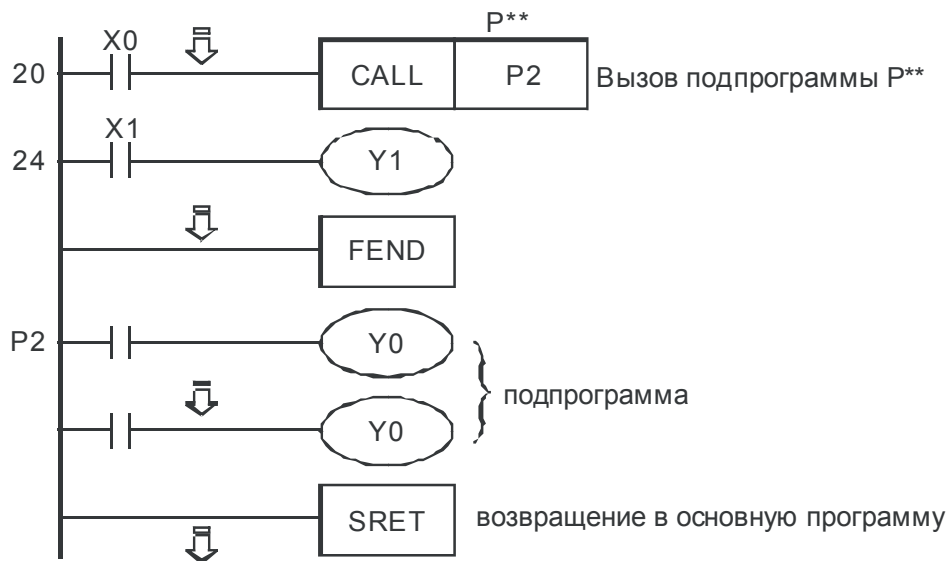 P**
X0
20 CALL P2 Вызов подпрограммы P**
X1
24 Y1
FEND
P2 Y0
подпрограмма
Y0
SRET возвращение в основную программу